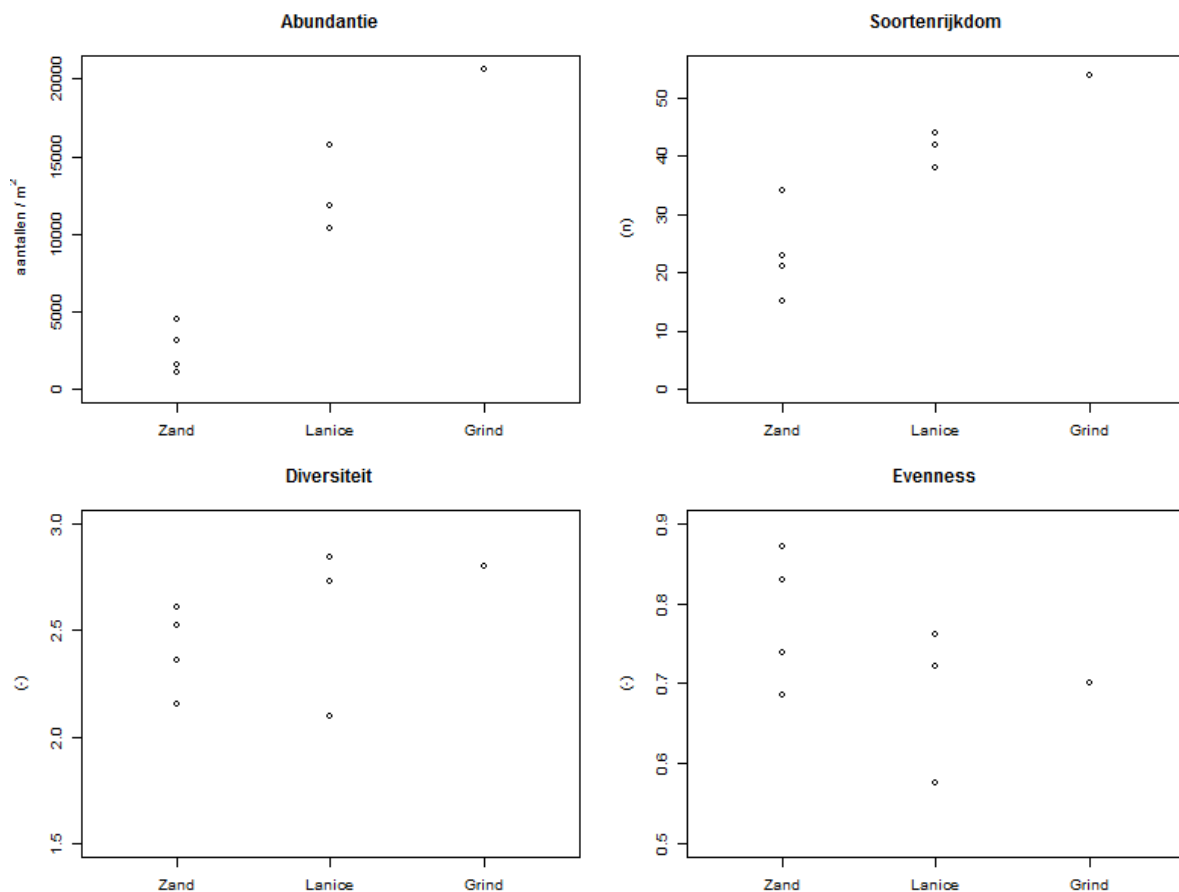 Abundantie
aantallen / m²
20000
15000
10000
5000
0
Zand Lanice Grind
Soortenrijkdom
(n)
50
40
30
20
10
0
Zand Lanice Grind
Diversiteit
(-)
3.0
2.5
2.0
1.5
Zand Lanice Grind
Evenness
(-)
0.9
0.8
0.7
0.6
0.5
Zand Lanice Grind